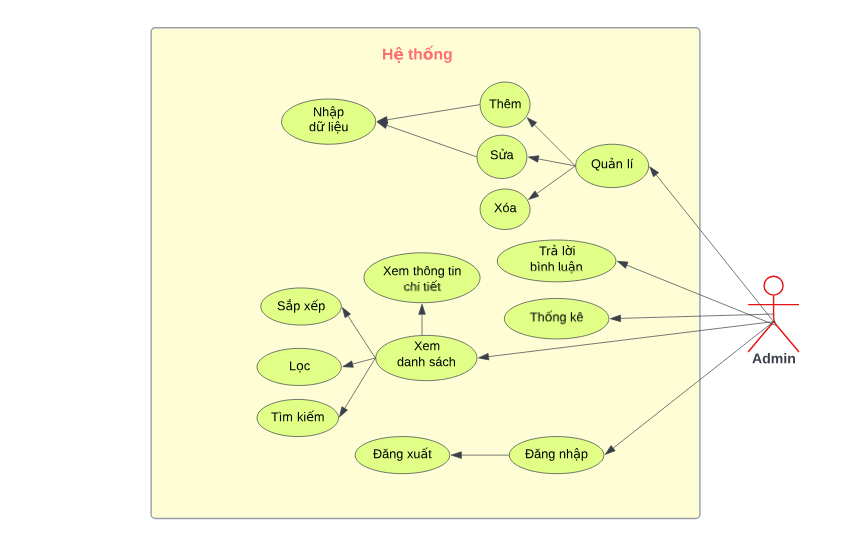 Hệ thống
Nhập
dữ liệu
Thêm
Sửa
Xóa
Quản lí
Trả lời
bình luận
Xem thông tin
chi tiết
Sắp xếp
Thống kê
Xem
danh sách
Lọc
Tìm kiếm
Đăng xuất
Đăng nhập
Admin